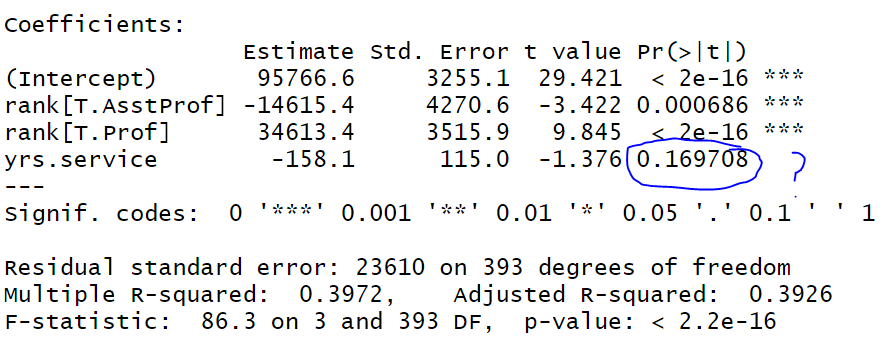 Coefficients:
Estimate Std. Error t value Pr(>|t|)
(Intercept) 95766.6 3255.1 29.421 < 2e-16 ***
rank[T.AsstProf] -14615.4 4270.6 -3.422 0.000686 ***
rank[T.Prof] 34613.4 3515.9 9.845 < 2e-16 ***
yrs.service -158.1 115.0 -1.376 0.169708 ?
---
Signif. codes: 0 '***' 0.001 '**' 0.01 '*' 0.05 '.' 0.1 ' ' 1
Residual standard error: 23610 on 393 degrees of freedom
Multiple R-squared: 0.3972, Adjusted R-squared: 0.3926
F-statistic: 86.3 on 3 and 393 DF, p-value: < 2.2e-16